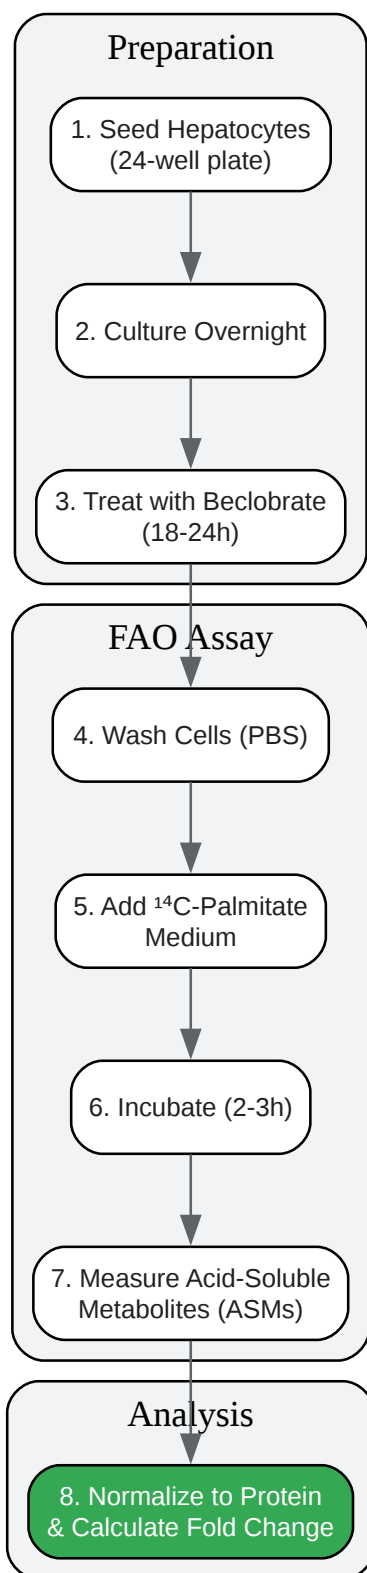 Preparation
1. Seed Hepatocytes
(24-well plate)
2. Culture Overnight
3. Treat with Beclobrate
(18-24h)
FAO Assay
4. Wash Cells (PBS)
5. Add ¹⁴C-Palmitate
Medium
6. Incubate (2-3h)
7. Measure Acid-Soluble
Metabolites (ASMs)
Analysis
8. Normalize to Protein
& Calculate Fold Change